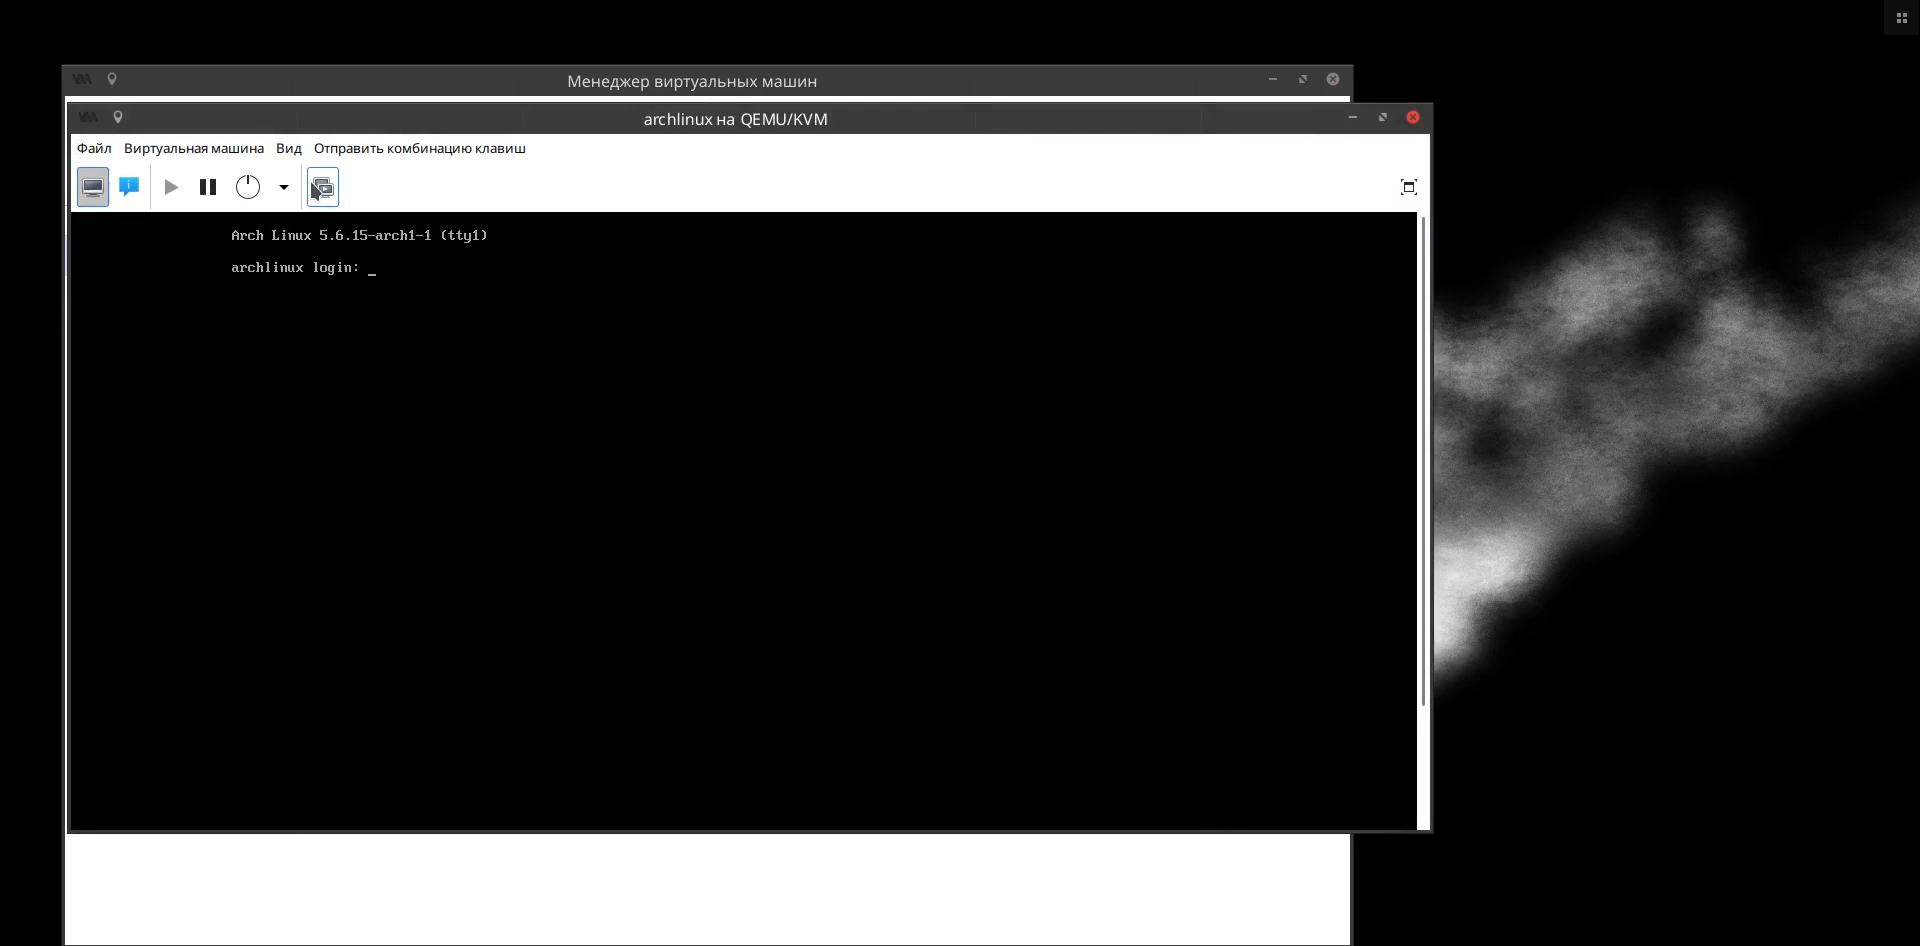 Менеджер виртуальных машин
archlinux на QEMU/KVM
Файл Виртуальная машина Вид Отправить комбинацию клавиш
Arch Linux 5.6.15-arch1-1 (tty1)
archlinux login: _